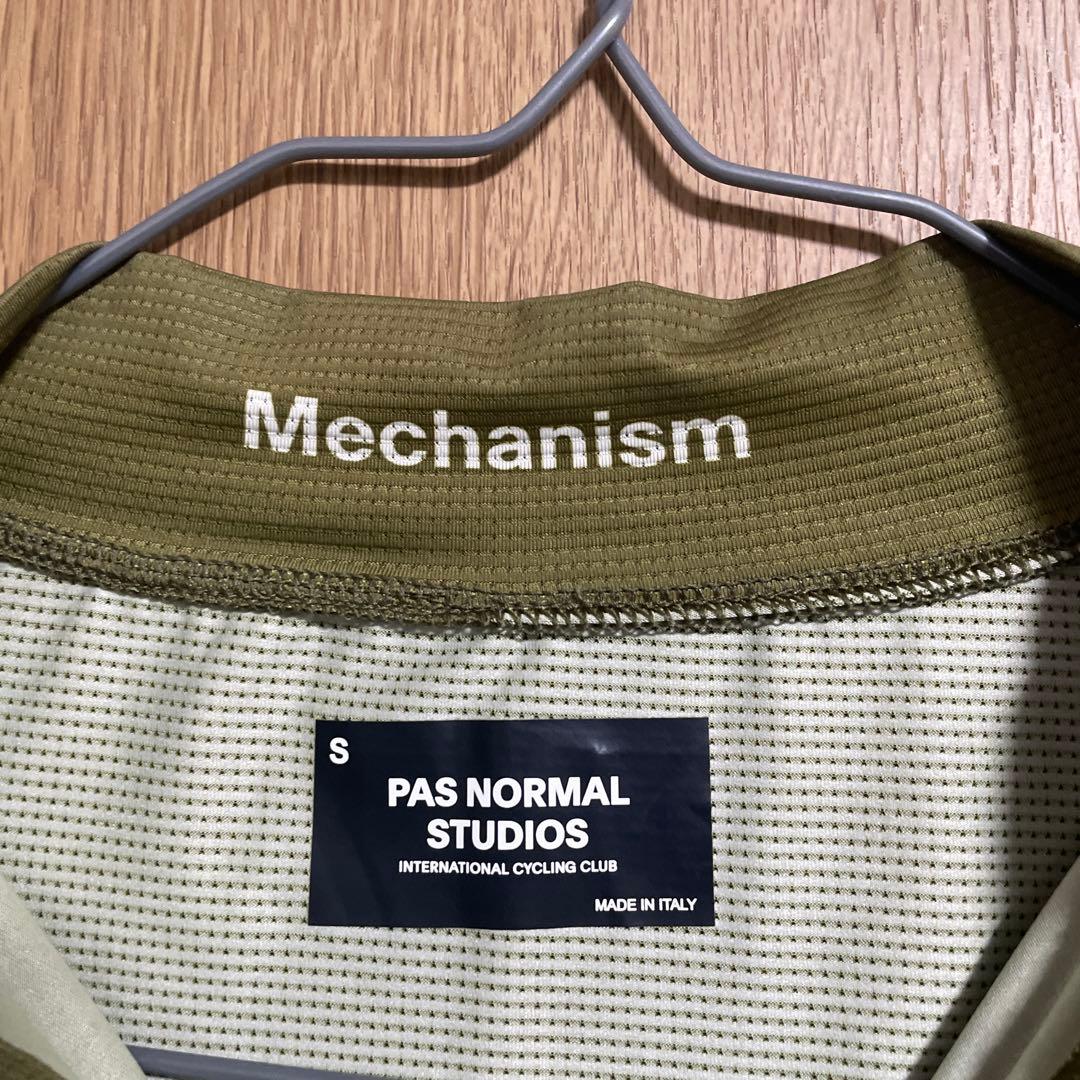 Mechanism
S
PAS NORMAL
STUDIOS
INTERNATIONAL CYCLING CLUB
MADE IN ITALY